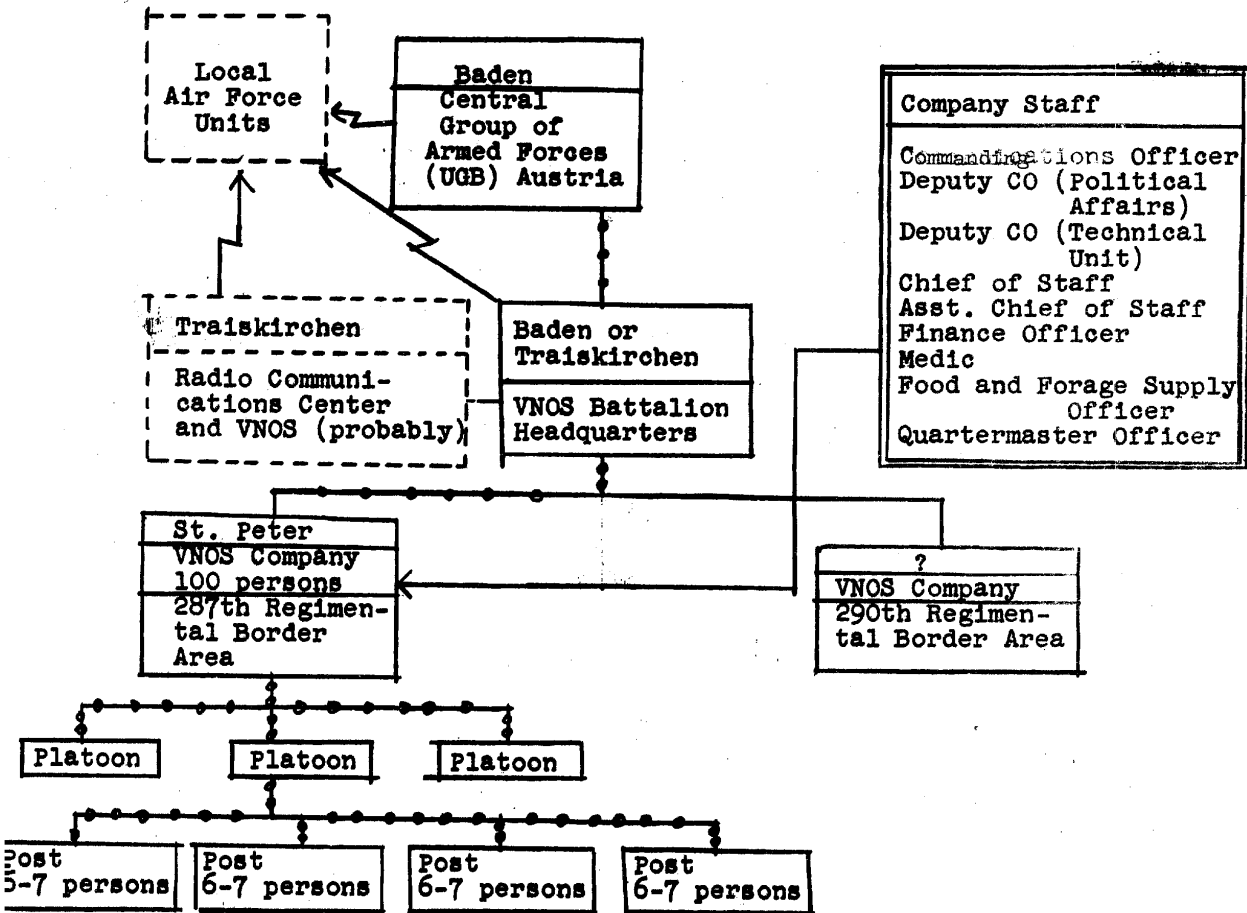 Local
Air Force
Units
Baden
Central
Group of
Armed Forces
(UGB) Austria
Company Staff
Officer
Deputy CO (Political
Affairs)
Deputy CO (Technical
Unit)
Chief of Staff
Asst. Chief of Staff
Finance Officer
Medic
Food and Forage Supply
Officer
Quartermaster Officer
Traiskirchen
Radio Communi-
cations Center
and VNOS (probably)
Baden or
Traiskirchen
VNOS Battalion
Headquarters
St. Peter
VNOS Company
100 persons
287th Regimen-
tal Border
Area
?
VNOS Company
290th Regimen-
tal Border Area
Platoon
Platoon
Platoon
Post
5-7 persons
Post
6-7 persons
Post
6-7 persons
Post
6-7 persons